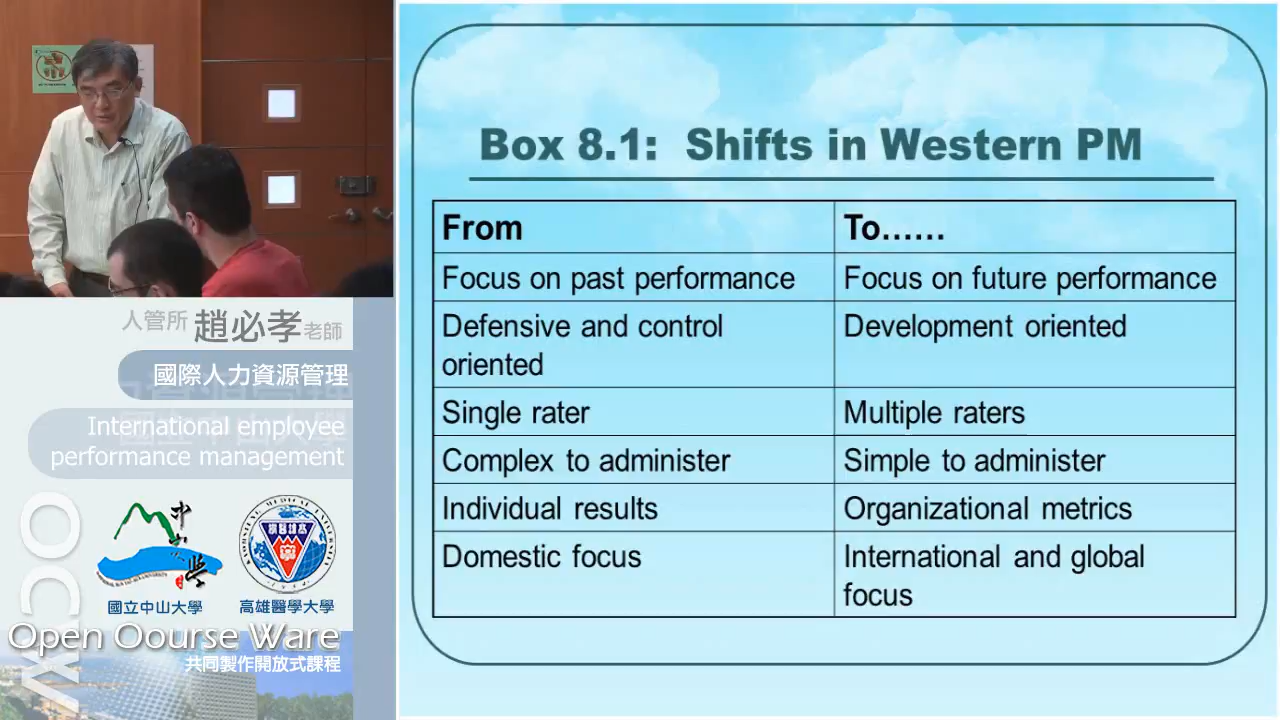 Box 8.1: Shifts in Western PM
From
To......
Focus on past performance
Focus on future performance
Defensive and control
oriented
Development oriented
Single rater
Multiple raters
Complex to administer
Simple to administer
Individual results
Organizational metrics
Domestic focus
International and global
focus
人管所 趙必孝老師
國際人力資源管理
International employee
performance management
國立中山大學
高雄醫學大學
OCW
Open Oourse Ware
共同製作開放式課程